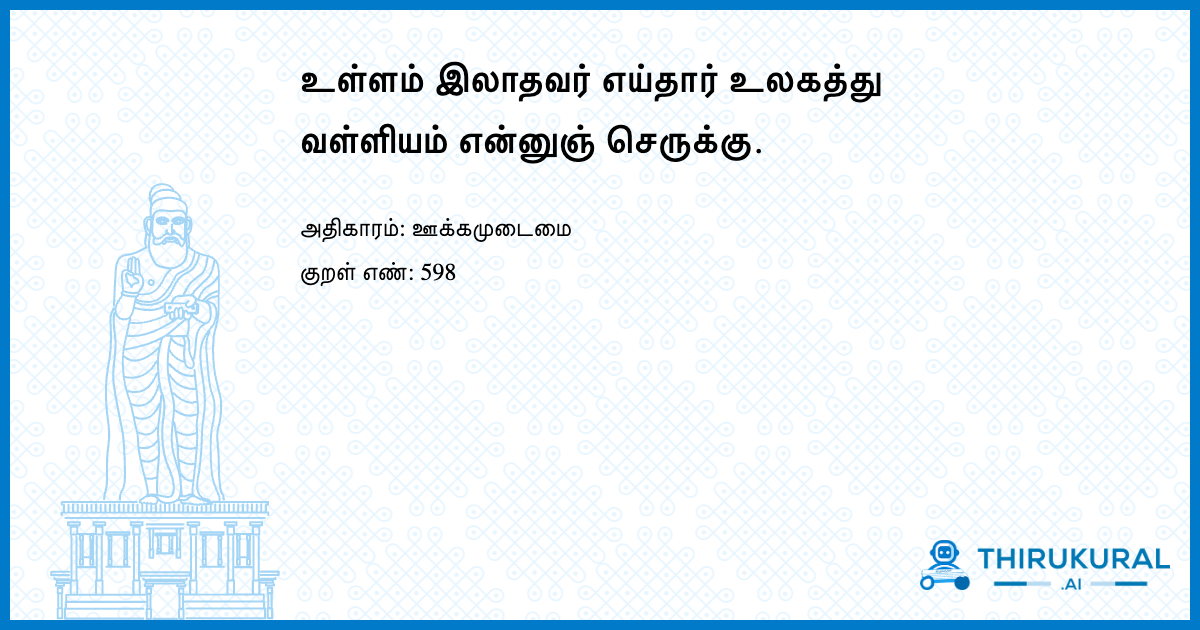 உள்ளம் இலாதவர் எய்தார் உலகத்து
வள்ளியம் என்னுஞ் செருக்கு.
அதிகாரம்: ஊக்கமுடைமை
குறள் எண்: 598
THIRUKURAL
.AI